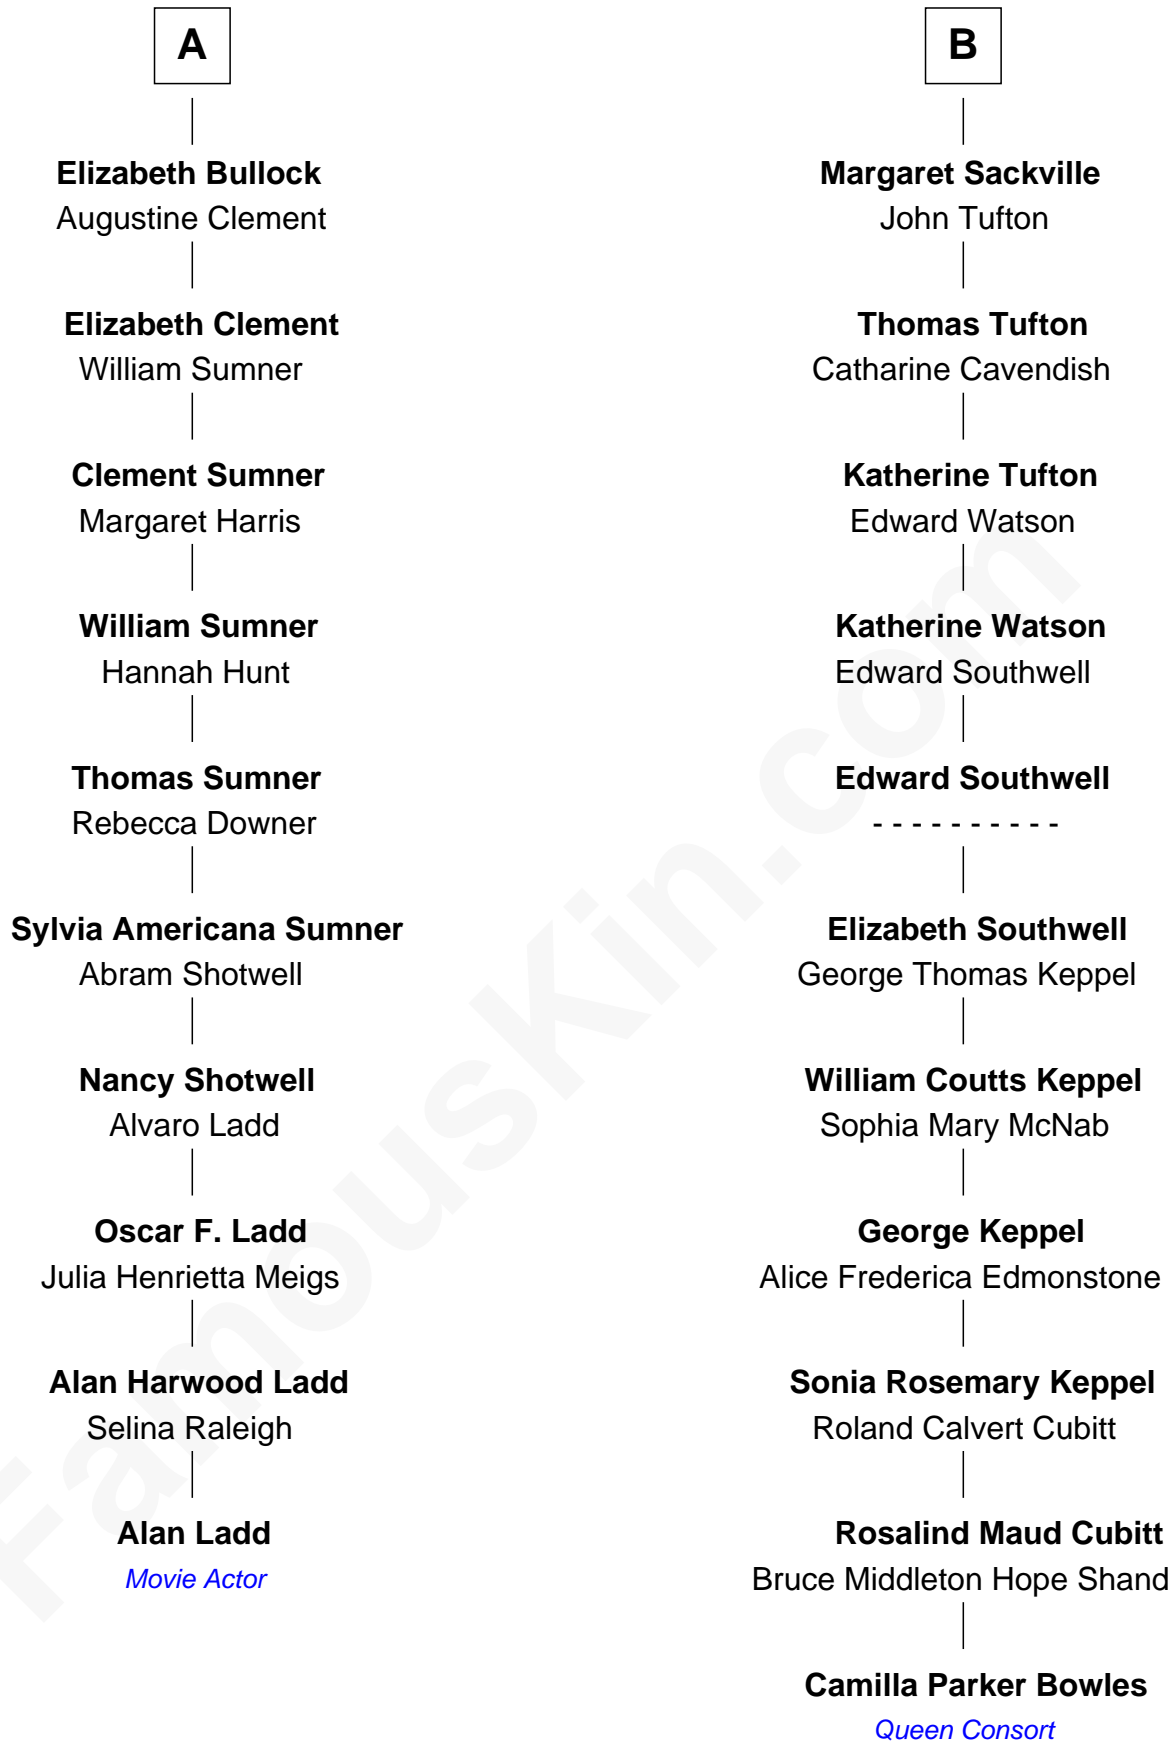 A
Elizabeth Bullock
Augustine Clement
Elizabeth Clement
William Sumner
Clement Sumner
Margaret Harris
William Sumner
Hannah Hunt
Thomas Sumner
Rebecca Downer
Sylvia Americana Sumner
Abram Shotwell
Nancy Shotwell
Alvaro Ladd
Oscar F. Ladd
Julia Henrietta Meigs
Alan Harwood Ladd
Selina Raleigh
Alan Ladd
Movie Actor
B
Margaret Sackville
John Tufton
Thomas Tufton
Catharine Cavendish
Katherine Tufton
Edward Watson
Katherine Watson
Edward Southwell
Edward Southwell
- - - - - - - - - -
Elizabeth Southwell
George Thomas Keppel
William Coutts Keppel
Sophia Mary McNab
George Keppel
Alice Frederica Edmonstone
Sonia Rosemary Keppel
Roland Calvert Cubitt
Rosalind Maud Cubitt
Bruce Middleton Hope Shand
Camilla Parker Bowles
Queen Consort
FamousKin.com